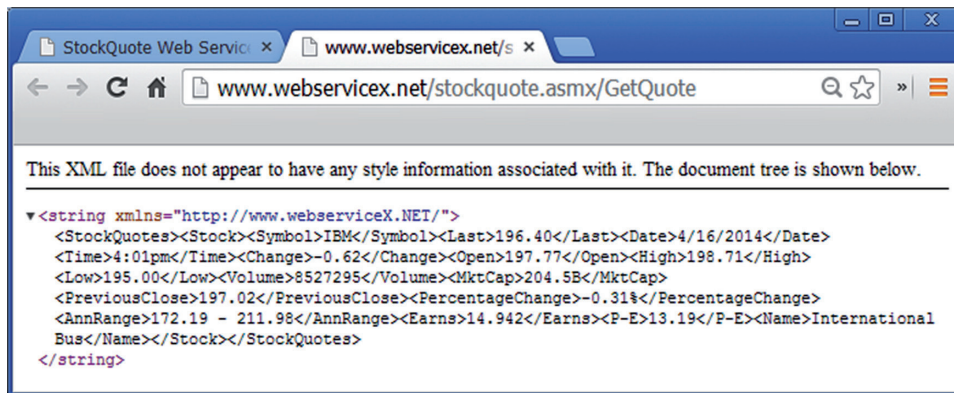 StockQuote Web Servic
www.webservicex.net/s
www.webservicex.net/stockquote.asmx/GetQuote
This XML file does not appear to have any style information associated with it. The document tree is shown below.
<string xmlns="http://www.webserviceX.NET/">
<StockQuotes><Stock><Symbol>IBM</Symbol><Last>196.40</Last><Date>4/16/2014</Date>
<Time>4:01pm</Time><Change>-0.62</Change><Open>197.77</Open><High>198.71</High>
<Low>195.00</Low><Volume>8527295</Volume><MktCap>204.5B</MktCap>
<PreviousClose>197.02</PreviousClose><PercentageChange>-0.31%</PercentageChange>
<AnnRange>172.19 - 211.98</AnnRange><Earns>14.942</Earns><P-E>13.19</P-E><Name>International
Bus</Name></Stock></StockQuotes>
</string>